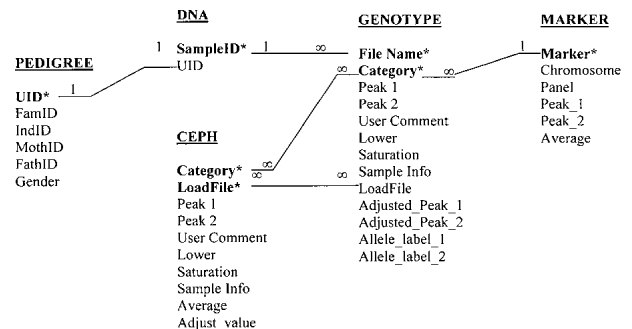 DNA
SampleID*
UID
PEDIGREE
UID*
FamID
IndID
MothID
FathID
Gender
CEPH
Category*
LoadFile*
Peak 1
Peak 2
User Comment
Lower
Saturation
Sample Info
Average
Adjust_value
GENOTYPE
File Name*
Category*
Peak 1
Peak 2
User Comment
Lower
Saturation
Sample Info
LoadFile
Adjusted_Peak_1
Adjusted_Peak_2
Allele_label_1
Allele_label_2
MARKER
Marker*
Chromosome
Panel
Peak_1
Peak_2
Average
1
1
1
∞
∞
∞
∞
∞
∞
1